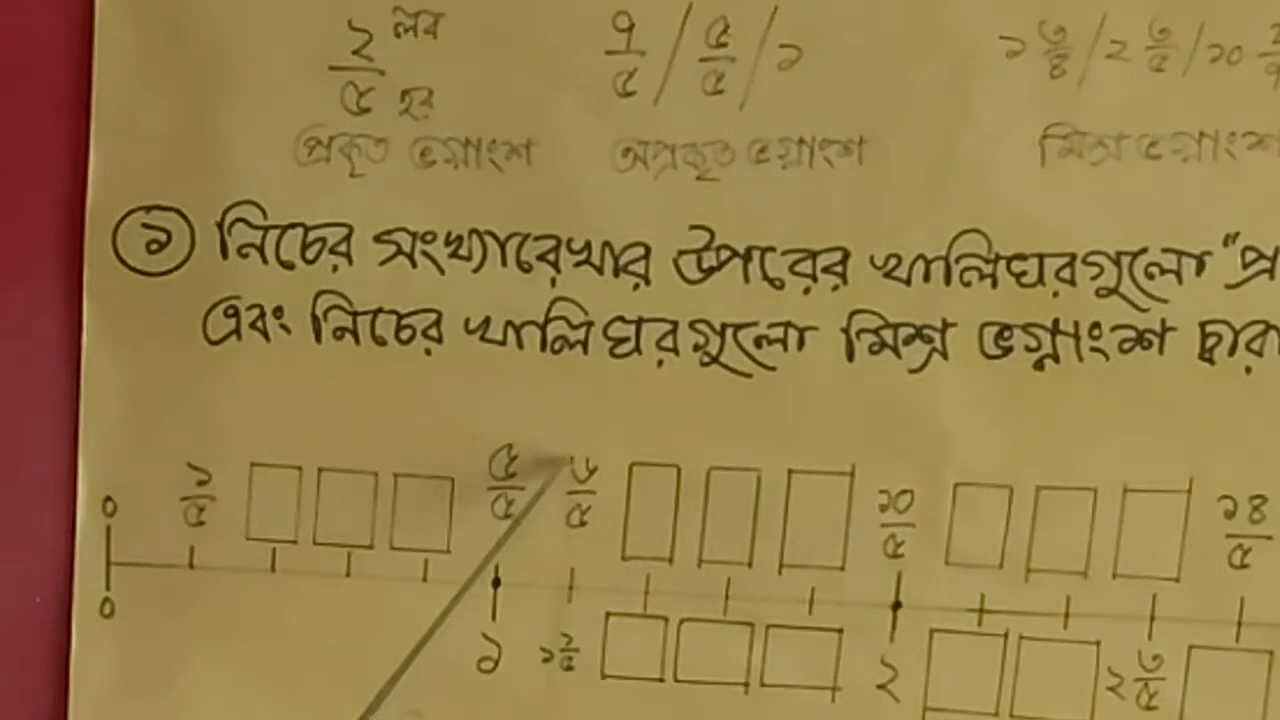 ২ লব ৭ / ৫ / ১ ১ ৩/৪ / ২ ৩/৫ / ১০
৫ হর ৫ ৫
প্রকৃত ভগ্নাংশ অপ্রকৃত ভগ্নাংশ মিশ্র ভগ্নাংশ
১ নিচের সংখ্যারেখার উপরের খালিঘরগুলো "প্র
এবং নিচের খালিঘরগুলো মিশ্র ভগ্নাংশ দ্বারা
০ ১/৫ ৫/৫ ৬/৫ ১০/৫ ১৪/৫
০ ১ ১ ১/৫ ২ ২ ৩/৫